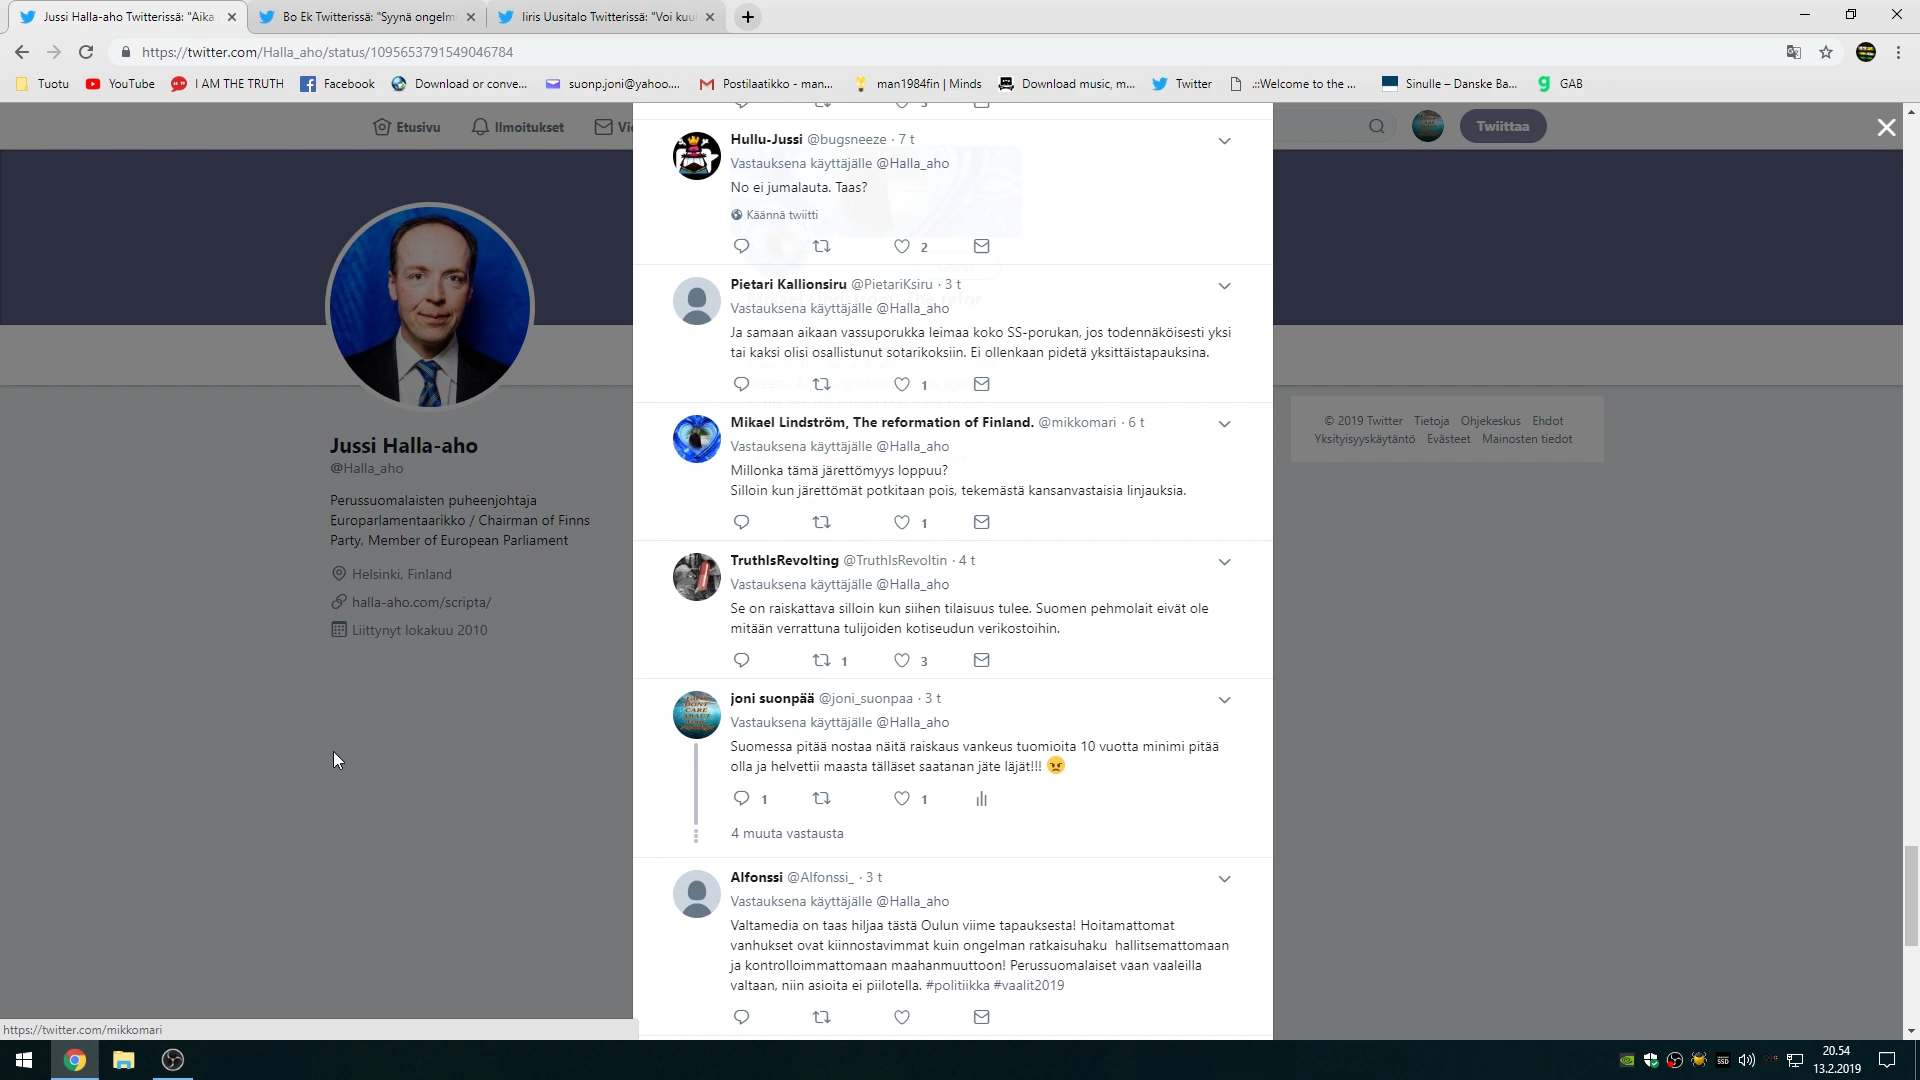 Jussi Halla-aho Twitterissä: "Aika
Bo Ek Twitterissä: "Syynä ongelm
Iiris Uusitalo Twitterissä: "Voi kuul
https://twitter.com/Halla_aho/status/1095653791549046784
Tuotu
YouTube
I AM THE TRUTH
Facebook
Download or conve...
suonp.joni@yahoo....
Postilaatikko - man...
man1984fin | Minds
Download music, m...
Twitter
.::Welcome to the ...
Sinulle – Danske Ba...
GAB
Etusivu
Ilmoitukset
Twiittaa
Jussi Halla-aho
@Halla_aho
Perussuomalaisten puheenjohtaja
Europarlamentaarikko / Chairman of Finns
Party, Member of European Parliament
Helsinki, Finland
halla-aho.com/scripta/
Liittynyt lokakuu 2010
Hullu-Jussi @bugsneeze · 7 t
Vastauksena käyttäjälle @Halla_aho
No ei jumalauta. Taas?
Käännä twiitti
2
Pietari Kallionsiru @PietariKsiru · 3 t
Vastauksena käyttäjälle @Halla_aho
Ja samaan aikaan vassuporukka leimaa koko SS-porukan, jos todennäköisesti yksi
tai kaksi olisi osallistunut sotarikoksiin. Ei ollenkaan pidetä yksittäistapauksina.
1
Mikael Lindström, The reformation of Finland. @mikkomari · 6 t
Vastauksena käyttäjälle @Halla_aho
Millonka tämä järettömyys loppuu?
Silloin kun järettömät potkitaan pois, tekemästä kansanvastaisia linjauksia.
1
TruthIsRevolting @TruthIsRevoltin · 4 t
Vastauksena käyttäjälle @Halla_aho
Se on raiskattava silloin kun siihen tilaisuus tulee. Suomen pehmolait eivät ole
mitään verrattuna tulijoiden kotiseudun verikostoihin.
1 3
joni suonpää @joni_suonpaa · 3 t
Vastauksena käyttäjälle @Halla_aho
Suomessa pitää nostaa näitä raiskaus vankeus tuomioita 10 vuotta minimi pitää
olla ja helvettii maasta tälläset saatanan jäte läjät!!! 😠
1 1
4 muuta vastausta
Alfonssi @Alfonssi_ · 3 t
Vastauksena käyttäjälle @Halla_aho
Valtamedia on taas hiljaa tästä Oulun viime tapauksesta! Hoitamattomat
vanhukset ovat kiinnostavimmat kuin ongelman ratkaisuhaku hallitsemattomaan
ja kontrolloimmattomaan maahanmuuttoon! Perussuomalaiset vaan vaaleilla
valtaan, niin asioita ei piilotella. #politiikka #vaalit2019
© 2019 Twitter Tietoja Ohjekeskus Ehdot
Yksityisyyskäytäntö Evästeet Mainosten tiedot
https://twitter.com/mikkomari
20.54
13.2.2019